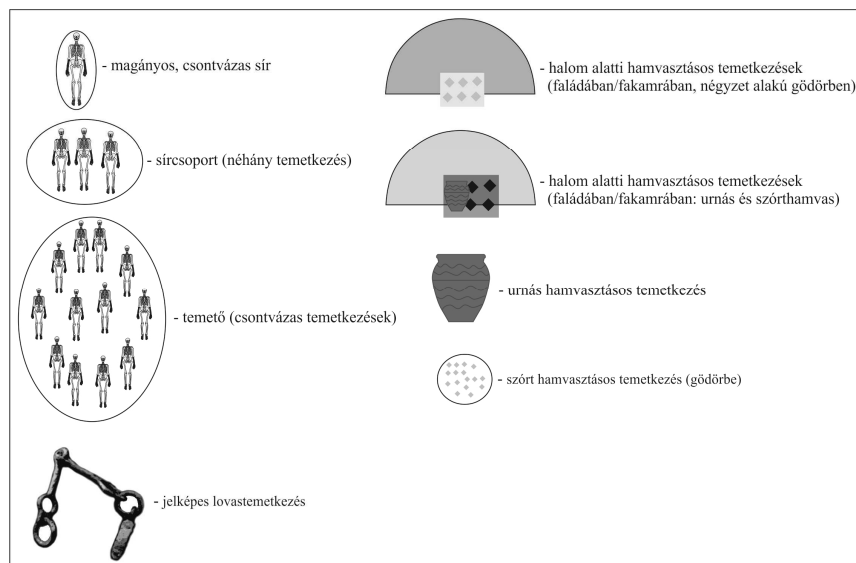 - magányos, csontvázas sír
- sírcsoport (néhány temetkezés)
- temető (csontvázas temetkezések)
- jelképes lovastemetkezés
- halom alatti hamvasztásos temetkezések
(faládában/fakamrában, négyzet alakú gödörben)
- halom alatti hamvasztásos temetkezések
(faládában/fakamrában: urnás és szórthamvas)
- urnás hamvasztásos temetkezés
- szórt hamvasztásos temetkezés (gödörbe)